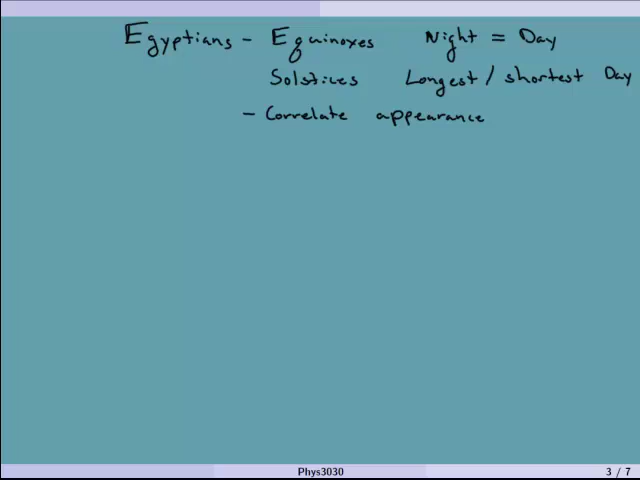 Egyptians - Equinoxes Night = Day
Solstices Longest / shortest Day
- Correlate appearance
Phys3030 3 / 7